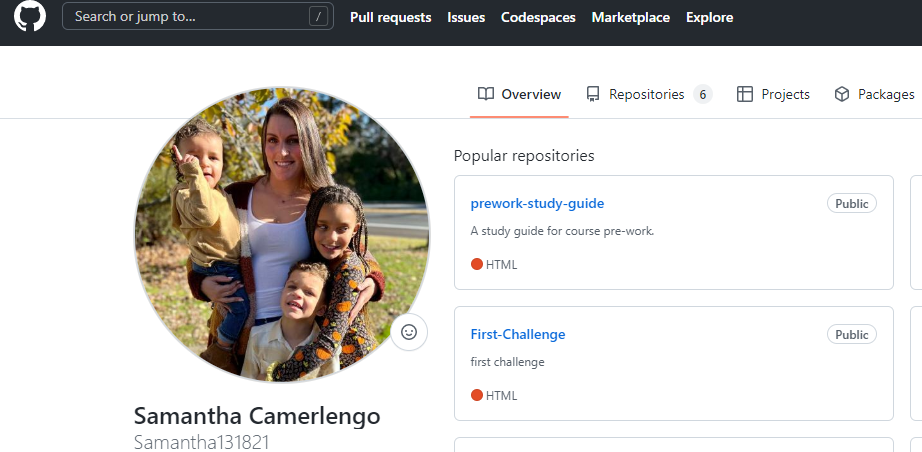 Search or jump to... /
Pull requests Issues Codespaces Marketplace Explore
Overview Repositories 6 Projects Packages
Popular repositories
prework-study-guide Public
A study guide for course pre-work.
HTML
First-Challenge Public
first challenge
HTML
Samantha Camerlengo
Samantha131821